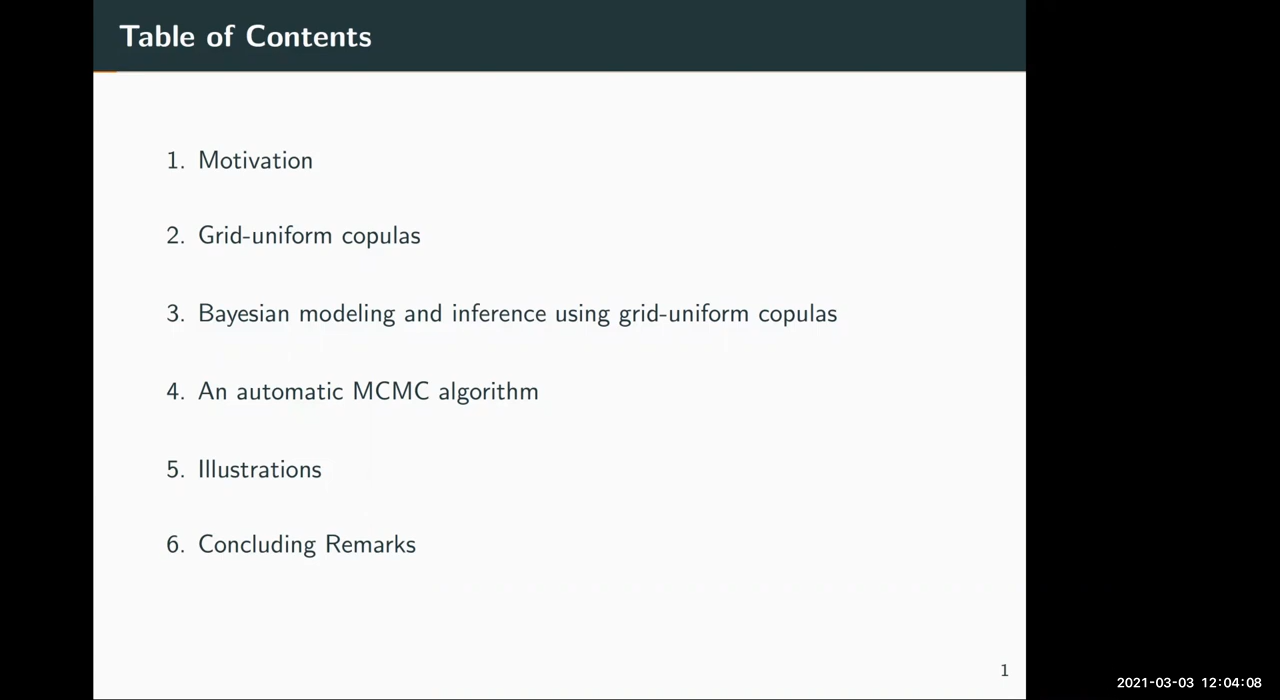 Table of Contents
1. Motivation
2. Grid-uniform copulas
3. Bayesian modeling and inference using grid-uniform copulas
4. An automatic MCMC algorithm
5. Illustrations
6. Concluding Remarks
1
2021-03-03 12:04:08